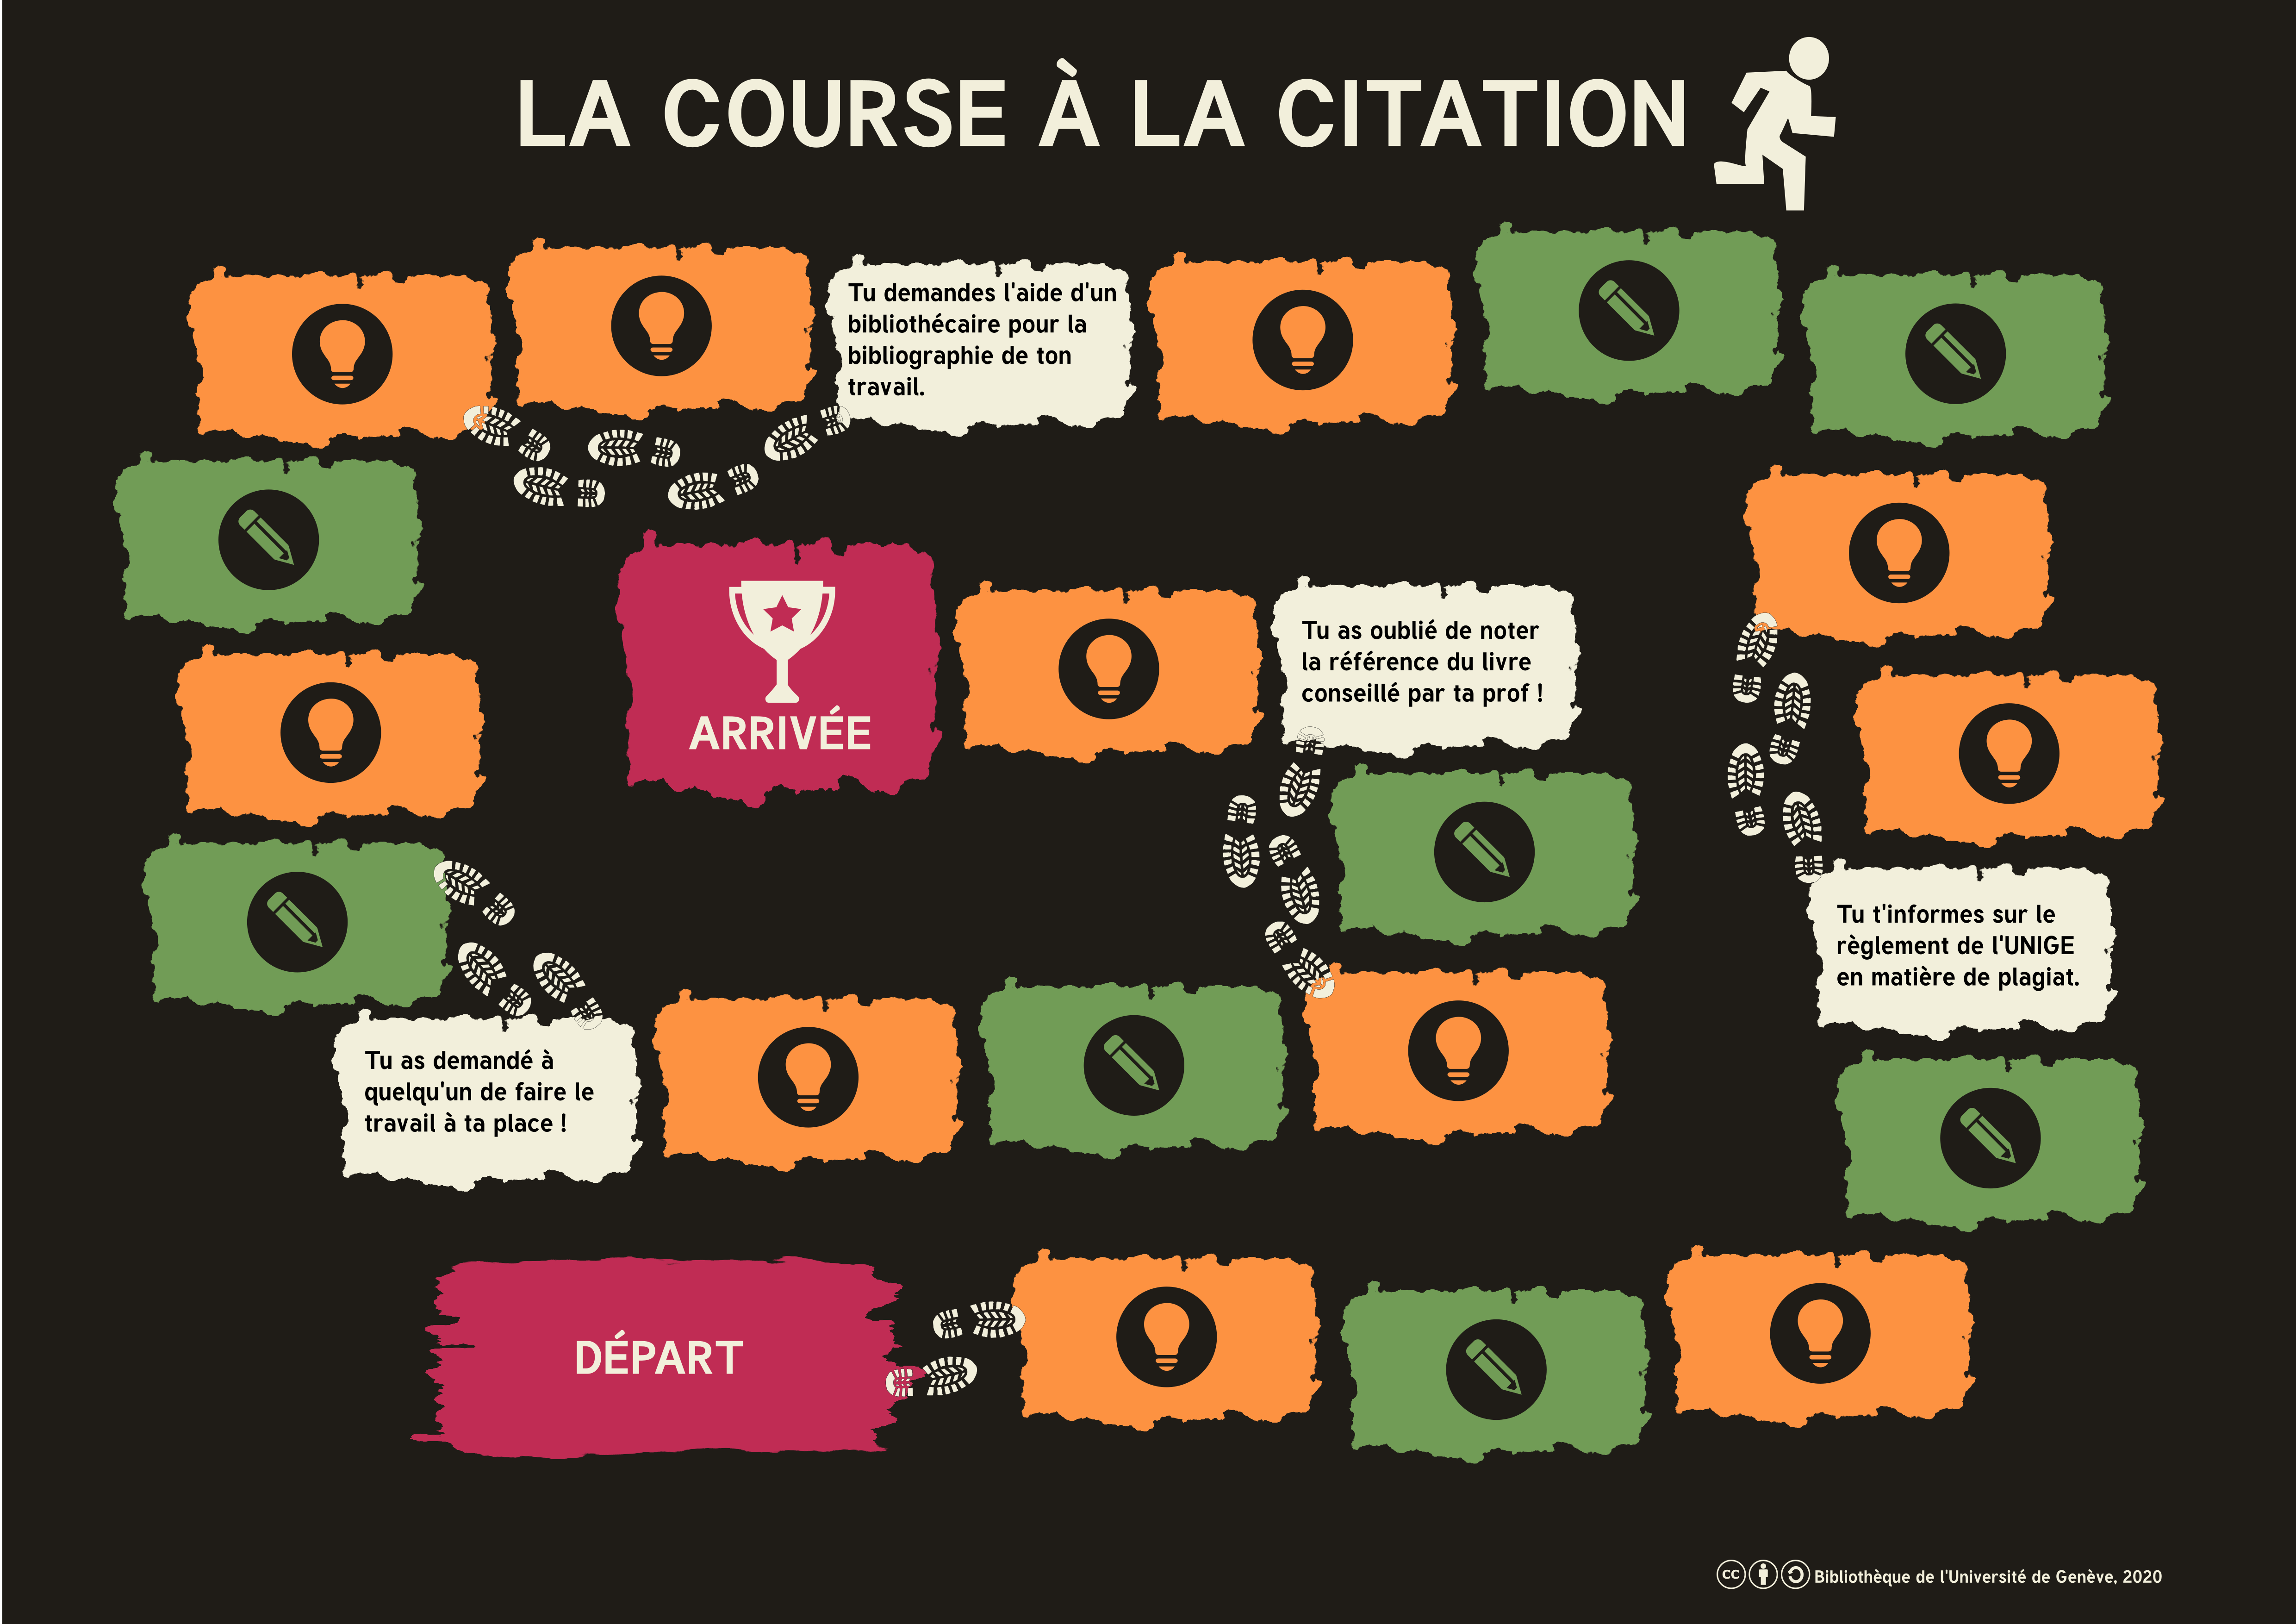 LA COURSE À LA CITATION
Tu demandes l'aide d'un
bibliothécaire pour la
bibliographie de ton
travail.
ARRIVÉE
Tu as oublié de noter
la référence du livre
conseillé par ta prof !
Tu t'informes sur le
règlement de l'UNIGE
en matière de plagiat.
Tu as demandé à
quelqu'un de faire le
travail à ta place !
DÉPART
cc Bibliothèque de l'Université de Genève, 2020